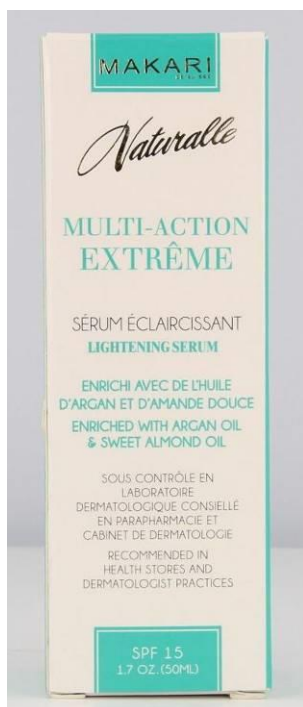 MAKARI
Naturalle
MULTI-ACTION
EXTRÊME
SÉRUM ÉCLAIRCISSANT
LIGHTENING SERUM
ENRICHI AVEC DE L'HUILE
D'ARGAN ET D'AMANDE DOUCE
ENRICHED WITH ARGAN OIL
& SWEET ALMOND OIL
SOUS CONTRÔLE EN
LABORATOIRE
DERMATOLOGIQUE CONSIELLÉ
EN PARAPHARMACIE ET
CABINET DE DERMATOLOGIE
RECOMMENDED IN
HEALTH STORES AND
DERMATOLOGIST PRACTICES
SPF 15
1.7 OZ. (50ML)